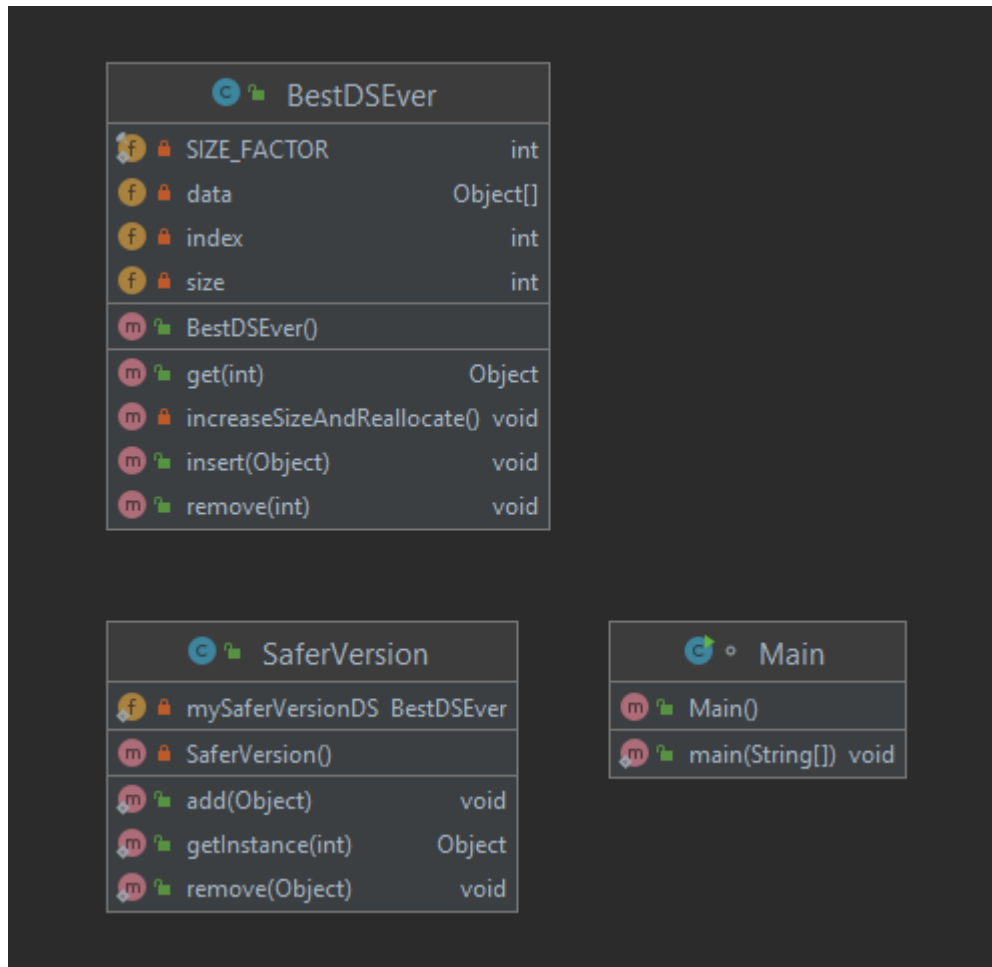 BestDSEver
SIZE_FACTOR int
data Object[]
index int
size int
BestDSEver()
get(int) Object
increaseSizeAndReallocate() void
insert(Object) void
remove(int) void
SaferVersion
mySaferVersionDS BestDSEver
SaferVersion()
add(Object) void
getInstance(int) Object
remove(Object) void
Main
Main()
main(String[]) void